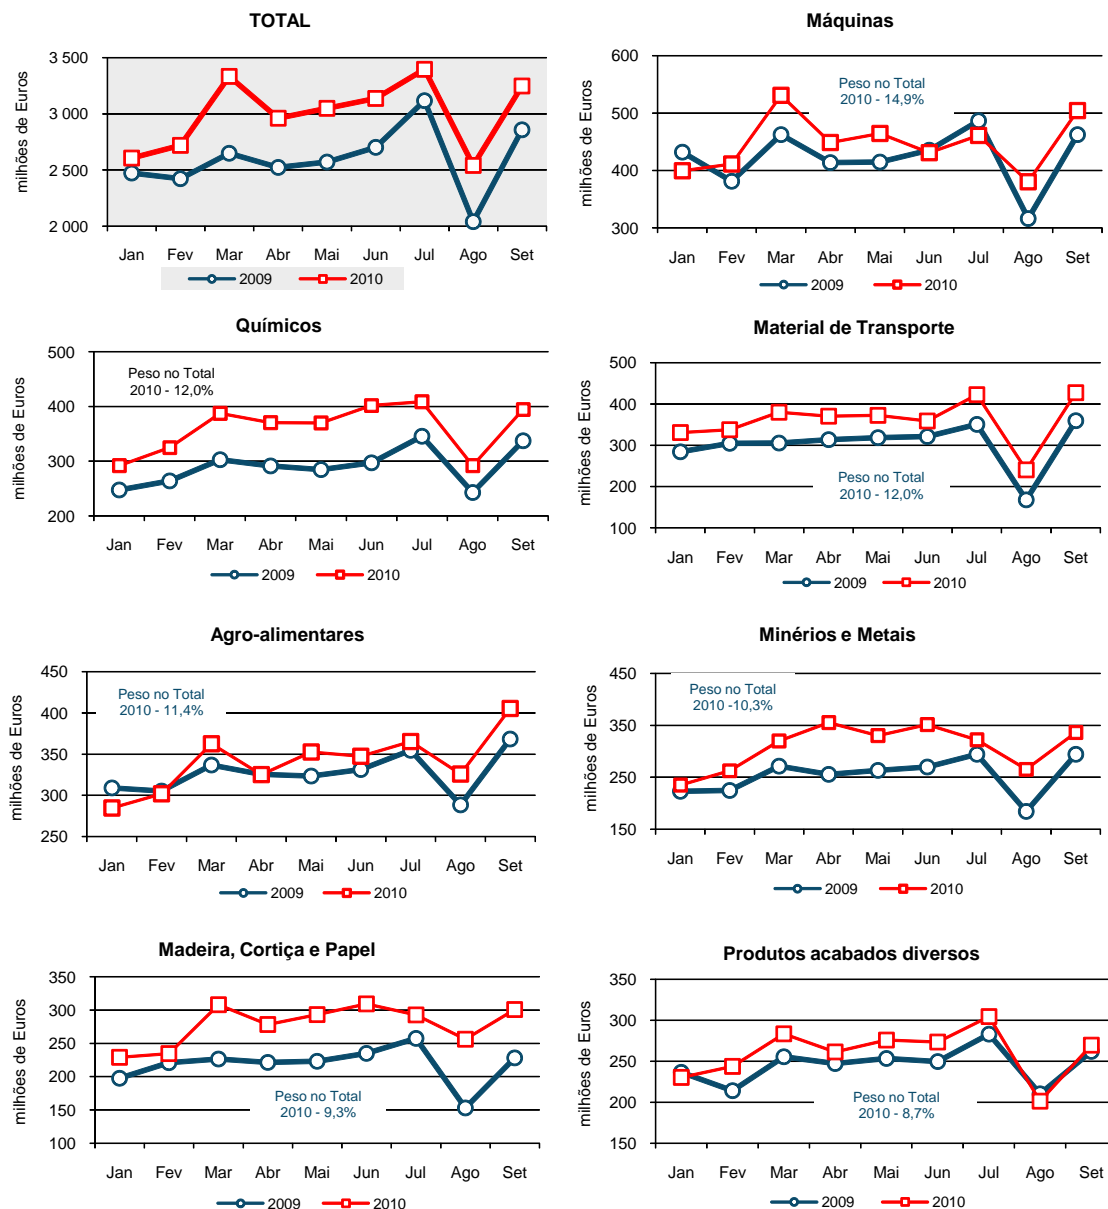 TOTAL
milhões de Euros
3 500
3 000
2 500
2 000
Jan Fev Mar Abr Mai Jun Jul Ago Set
2009 2010
Máquinas
milhões de Euros
600
500
400
300
Peso no Total
2010 - 14,9%
Jan Fev Mar Abr Mai Jun Jul Ago Set
2009 2010
Químicos
milhões de Euros
500
400
300
200
Peso no Total
2010 - 12,0%
Jan Fev Mar Abr Mai Jun Jul Ago Set
2009 2010
Material de Transporte
milhões de Euros
500
400
300
200
100
Peso no Total
2010 - 12,0%
Jan Fev Mar Abr Mai Jun Jul Ago Set
2009 2010
Agro-alimentares
milhões de Euros
450
400
350
300
250
Peso no Total
2010 - 11,4%
Jan Fev Mar Abr Mai Jun Jul Ago Set
2009 2010
Minérios e Metais
milhões de Euros
450
350
250
150
Peso no Total
2010 -10,3%
Jan Fev Mar Abr Mai Jun Jul Ago Set
2009 2010
Madeira, Cortiça e Papel
milhões de Euros
350
300
250
200
150
100
Peso no Total
2010 - 9,3%
Jan Fev Mar Abr Mai Jun Jul Ago Set
2009 2010
Produtos acabados diversos
milhões de Euros
350
300
250
200
150
Peso no Total
2010 - 8,7%
Jan Fev Mar Abr Mai Jun Jul Ago Set
2009 2010